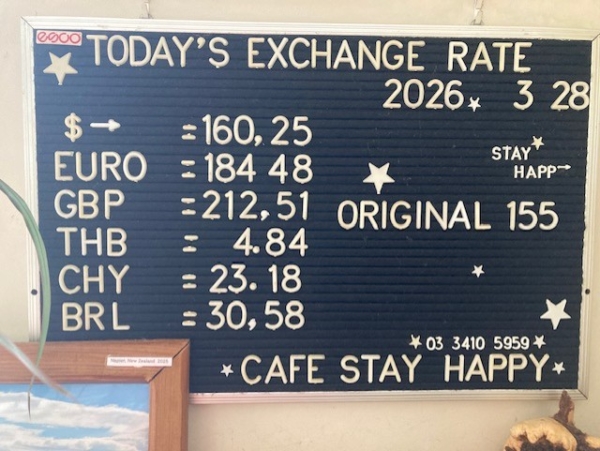 TODAY'S EXCHANGE RATE
2026 3 28
$→ =160,25
EURO =184 48
GBP =212,51
THB = 4.84
CHY =23.18
BRL =30,58
STAY
HAPP→
ORIGINAL 155
03 3410 5959
CAFE STAY HAPPY